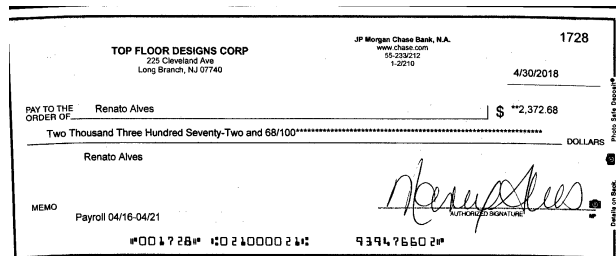 TOP FLOOR DESIGNS CORP
225 Cleveland Ave
Long Branch, NJ 07740
JP Morgan Chase Bank, N.A.
www.chase.com
55-233/212
1-2/210
1728
4/30/2018
PAY TO THE
ORDER OF
Renato Alves
$ **2,372.68
Two Thousand Three Hundred Seventy-Two and 68/100**********************************************************************
DOLLARS
Renato Alves
MEMO
Payroll 04/16-04/21
AUTHORIZED SIGNATURE
MP
⑈001728⑈ ⑆021000021⑆ 939476602⑈
Photo Safe Deposit®
Details on Back.